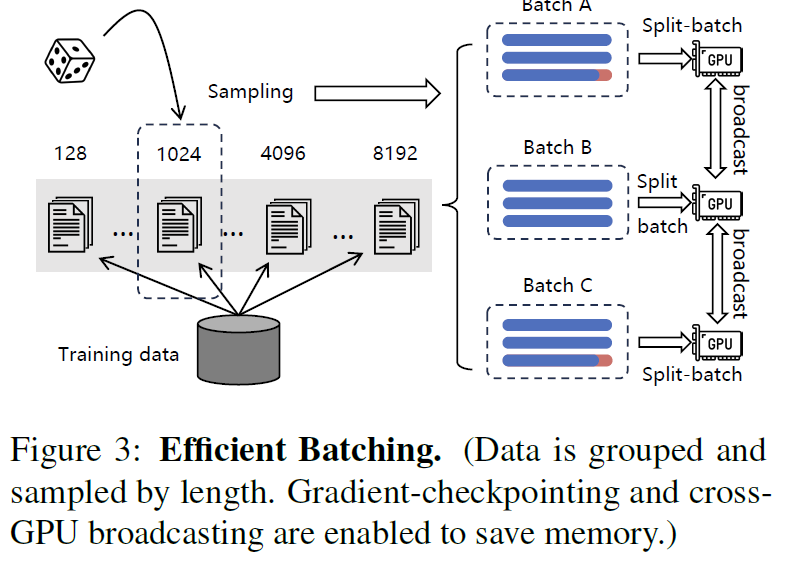 Batch A
Split-batch
GPU
Sampling
broadcast
128
1024
4096
8192
Batch B
Split
batch
GPU
... ... ...
broadcast
Batch C
GPU
Training data
Split-batch
Figure 3: Efficient Batching. (Data is grouped and
sampled by length. Gradient-checkpointing and cross-
GPU broadcasting are enabled to save memory.)